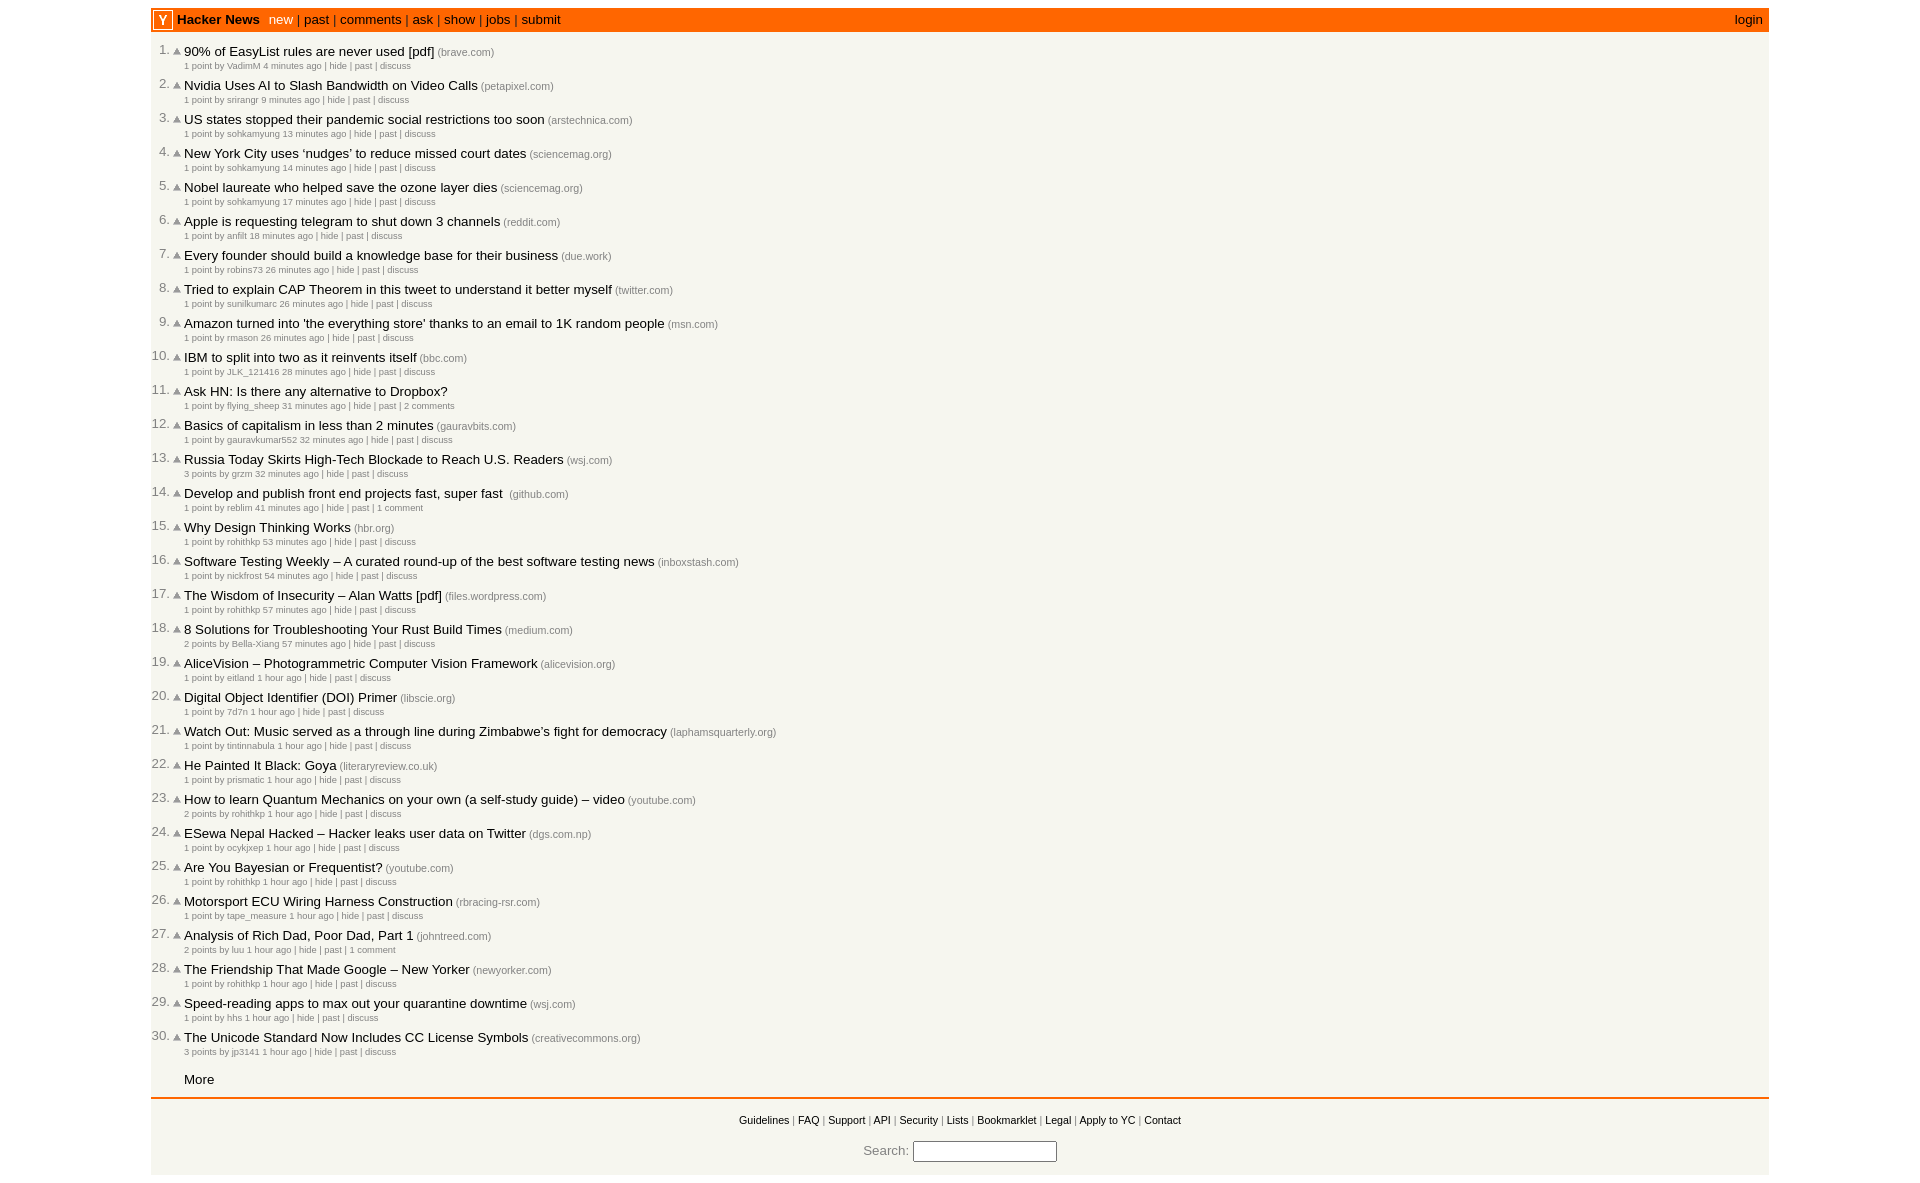 Y Hacker News new | past | comments | ask | show | jobs | submit login
1. 90% of EasyList rules are never used [pdf] (brave.com)
1 point by VadimM 4 minutes ago | hide | past | discuss
2. Nvidia Uses AI to Slash Bandwidth on Video Calls (petapixel.com)
1 point by srirangr 9 minutes ago | hide | past | discuss
3. US states stopped their pandemic social restrictions too soon (arstechnica.com)
1 point by sohkamyung 13 minutes ago | hide | past | discuss
4. New York City uses ‘nudges’ to reduce missed court dates (sciencemag.org)
1 point by sohkamyung 14 minutes ago | hide | past | discuss
5. Nobel laureate who helped save the ozone layer dies (sciencemag.org)
1 point by sohkamyung 17 minutes ago | hide | past | discuss
6. Apple is requesting telegram to shut down 3 channels (reddit.com)
1 point by anfilt 18 minutes ago | hide | past | discuss
7. Every founder should build a knowledge base for their business (due.work)
1 point by robins73 26 minutes ago | hide | past | discuss
8. Tried to explain CAP Theorem in this tweet to understand it better myself (twitter.com)
1 point by sunilkumarc 26 minutes ago | hide | past | discuss
9. Amazon turned into 'the everything store' thanks to an email to 1K random people (msn.com)
1 point by rmason 26 minutes ago | hide | past | discuss
10. IBM to split into two as it reinvents itself (bbc.com)
1 point by JLK_121416 28 minutes ago | hide | past | discuss
11. Ask HN: Is there any alternative to Dropbox?
1 point by flying_sheep 31 minutes ago | hide | past | 2 comments
12. Basics of capitalism in less than 2 minutes (gauravbits.com)
1 point by gauravkumar552 32 minutes ago | hide | past | discuss
13. Russia Today Skirts High-Tech Blockade to Reach U.S. Readers (wsj.com)
3 points by grzm 32 minutes ago | hide | past | discuss
14. Develop and publish front end projects fast, super fast (github.com)
1 point by reblim 41 minutes ago | hide | past | 1 comment
15. Why Design Thinking Works (hbr.org)
1 point by rohithkp 53 minutes ago | hide | past | discuss
16. Software Testing Weekly – A curated round-up of the best software testing news (inboxstash.com)
1 point by nickfrost 54 minutes ago | hide | past | discuss
17. The Wisdom of Insecurity – Alan Watts [pdf] (files.wordpress.com)
1 point by rohithkp 57 minutes ago | hide | past | discuss
18. 8 Solutions for Troubleshooting Your Rust Build Times (medium.com)
2 points by Bella-Xiang 57 minutes ago | hide | past | discuss
19. AliceVision – Photogrammetric Computer Vision Framework (alicevision.org)
1 point by eitland 1 hour ago | hide | past | discuss
20. Digital Object Identifier (DOI) Primer (libscie.org)
1 point by 7d7n 1 hour ago | hide | past | discuss
21. Watch Out: Music served as a through line during Zimbabwe’s fight for democracy (laphamsquarterly.org)
1 point by tintinnabula 1 hour ago | hide | past | discuss
22. He Painted It Black: Goya (literaryreview.co.uk)
1 point by prismatic 1 hour ago | hide | past | discuss
23. How to learn Quantum Mechanics on your own (a self-study guide) – video (youtube.com)
2 points by rohithkp 1 hour ago | hide | past | discuss
24. ESewa Nepal Hacked – Hacker leaks user data on Twitter (dgs.com.np)
1 point by ocykjxep 1 hour ago | hide | past | discuss
25. Are You Bayesian or Frequentist? (youtube.com)
1 point by rohithkp 1 hour ago | hide | past | discuss
26. Motorsport ECU Wiring Harness Construction (rbracing-rsr.com)
1 point by tape_measure 1 hour ago | hide | past | discuss
27. Analysis of Rich Dad, Poor Dad, Part 1 (johntreed.com)
2 points by luu 1 hour ago | hide | past | 1 comment
28. The Friendship That Made Google – New Yorker (newyorker.com)
1 point by rohithkp 1 hour ago | hide | past | discuss
29. Speed-reading apps to max out your quarantine downtime (wsj.com)
1 point by hhs 1 hour ago | hide | past | discuss
30. The Unicode Standard Now Includes CC License Symbols (creativecommons.org)
3 points by jp3141 1 hour ago | hide | past | discuss
More
Guidelines | FAQ | Support | API | Security | Lists | Bookmarklet | Legal | Apply to YC | Contact
Search: